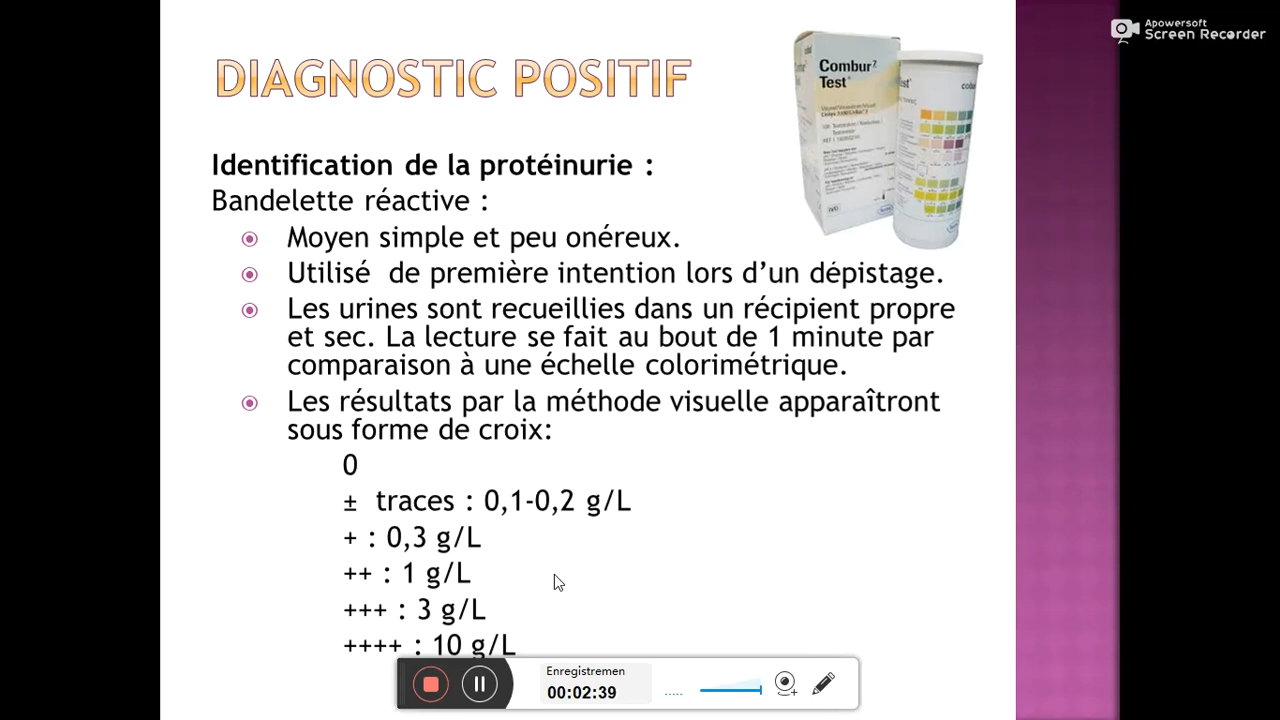 Apowersoft
Screen Recorder
DIAGNOSTIC POSITIF
Combur7
Test®
Identification de la protéinurie :
Bandelette réactive :
Moyen simple et peu onéreux.
Utilisé de première intention lors d’un dépistage.
Les urines sont recueillies dans un récipient propre
et sec. La lecture se fait au bout de 1 minute par
comparaison à une échelle colorimétrique.
Les résultats par la méthode visuelle apparaîtront
sous forme de croix:
0
± traces : 0,1-0,2 g/L
+ : 0,3 g/L
++ : 1 g/L
+++ : 3 g/L
++++ : 10 g/L
Enregistremen
00:02:39